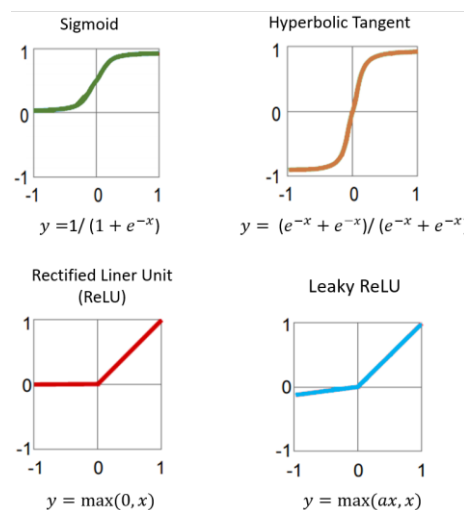 Sigmoid
1
0
-1
-1 0 1
y =1/ (1 + e^{−x})
Hyperbolic Tangent
1
0
-1
-1 0 1
y = (e^{−x} + e^{−x})/ (e^{−x} + e^{−x})
Rectified Liner Unit
(ReLU)
1
0
-1
-1 0 1
y = max(0, x)
Leaky ReLU
1
0
-1
-1 0 1
y = max(ax, x)